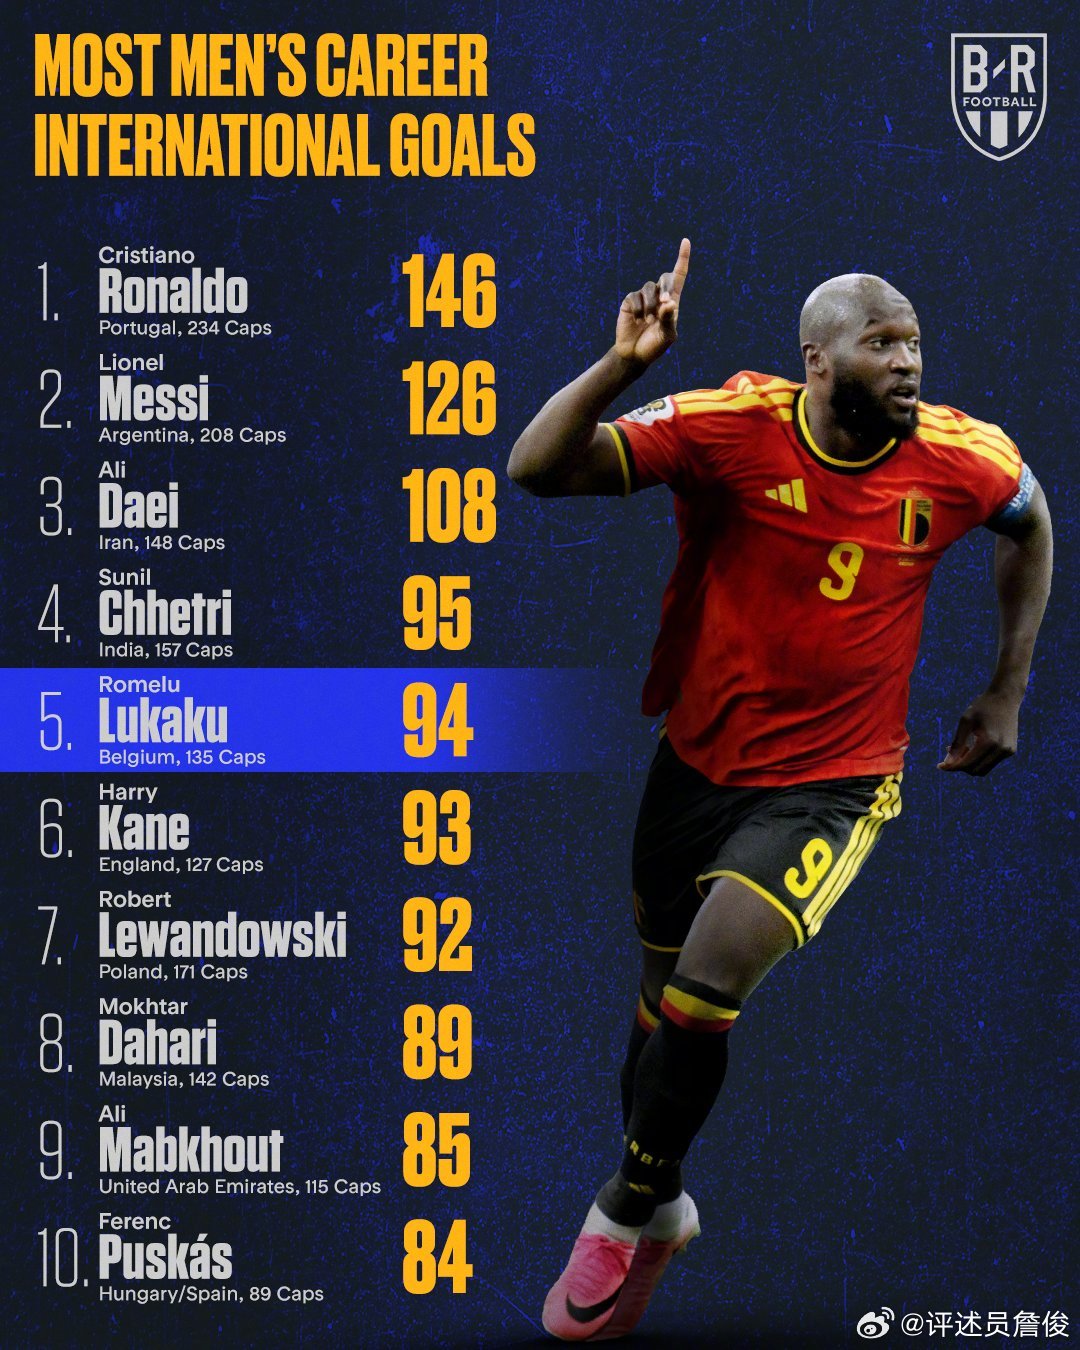 MOST MEN'S CAREER
INTERNATIONAL GOALS
B/R
FOOTBALL
1.
Cristiano
Ronaldo
Portugal, 234 Caps
146
2.
Lionel
Messi
Argentina, 208 Caps
126
3.
Ali
Daei
Iran, 148 Caps
108
4.
Sunil
Chhetri
India, 157 Caps
95
5.
Romelu
Lukaku
Belgium, 135 Caps
94
6.
Harry
Kane
England, 127 Caps
93
7.
Robert
Lewandowski
Poland, 171 Caps
92
8.
Mokhtar
Dahari
Malaysia, 142 Caps
89
9.
Ali
Mabkhout
United Arab Emirates, 115 Caps
85
10.
Ferenc
Puskás
Hungary/Spain, 89 Caps
84
9
9
@评述员詹俊